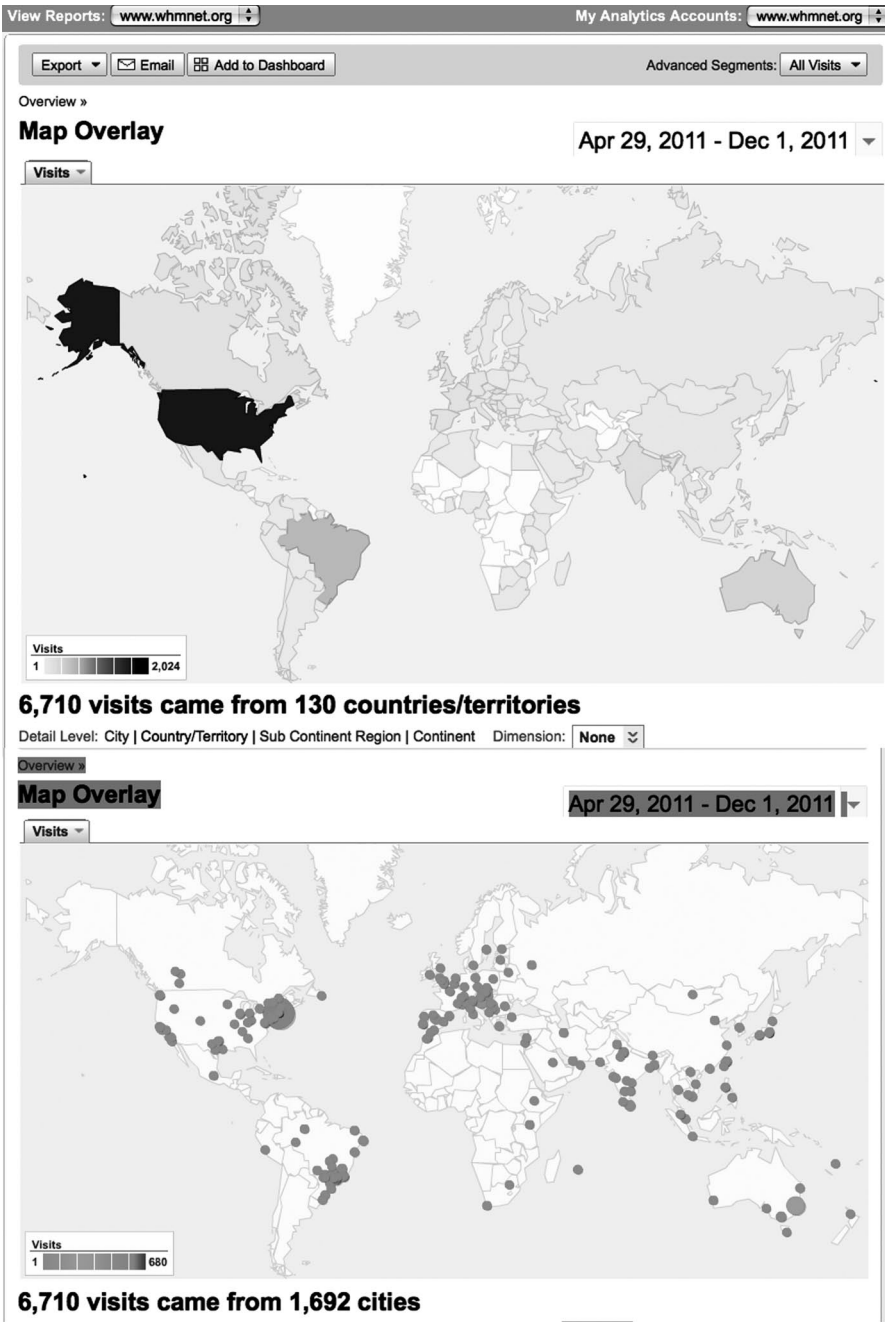 View Reports: www.whmnet.org My Analytics Accounts: www.whmnet.org
Export Email Add to Dashboard Advanced Segments: All Visits
Overview »
Map Overlay
Apr 29, 2011 - Dec 1, 2011
Visits
Visits
1 2,024
6,710 visits came from 130 countries/territories
Detail Level: City | Country/Territory | Sub Continent Region | Continent Dimension: None
Overview »
Map Overlay
Apr 29, 2011 - Dec 1, 2011
Visits
Visits
1 680
6,710 visits came from 1,692 cities